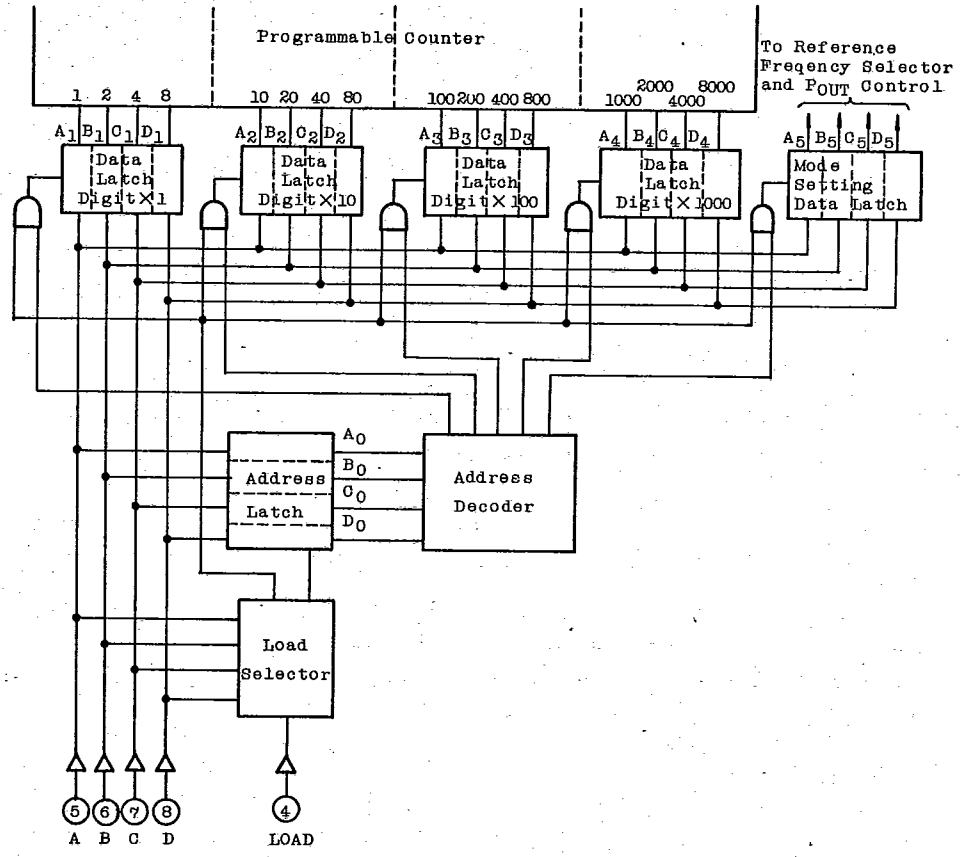 Programmable Counter
To Reference
Freqency Selector
and POUT Control
1 2 4 8
10 20 40 80
100 200 400 800
1000 2000 4000 8000
A1 B1 C1 D1
A2 B2 C2 D2
A3 B3 C3 D3
A4 B4 C4 D4
A5 B5 C5 D5
Data
Latch
Digit×1
Data
Latch
Digit×10
Data
Latch
Digit×100
Data
Latch
Digit×1000
Mode
Setting
Data Latch
A0
B0
C0
D0
Address
Latch
Address
Decoder
Load
Selector
5 6 7 8 4
A B C D LOAD